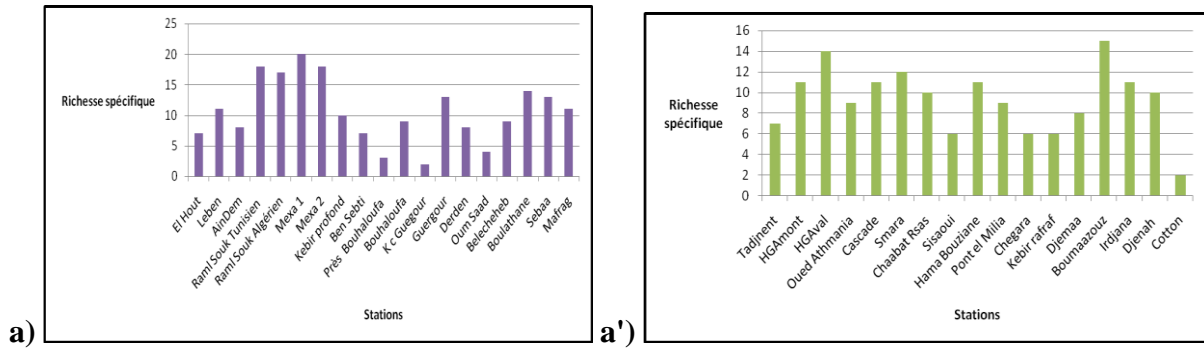 25
20
15
10
5
0
Richesse spécifique
El Hout
Leben
AinDem
Raml Souk Tunisien
Raml Souk Algérien
Mexa 1
Mexa 2
Kebir profond
Ben Sebti
Près Bouhaloufa
Bouhaloufa
K c Guegour
Guergour
Derden
Oum Saad
Belecheheb
Boulathane
Sebaa
Mafrag
Stations
a)
16
14
12
10
8
6
4
2
0
Richesse
spécifique
Tadjnent
HGAmont
HGAval
Oued Athmania
Cascade
Smara
Chaabat Rsas
Sisaoui
Hama Bouziane
Pont el Milia
Chegara
Kebir rafraf
Djemaa
Boumaazouz
Irdjana
Djenah
Cotton
Stations
a')